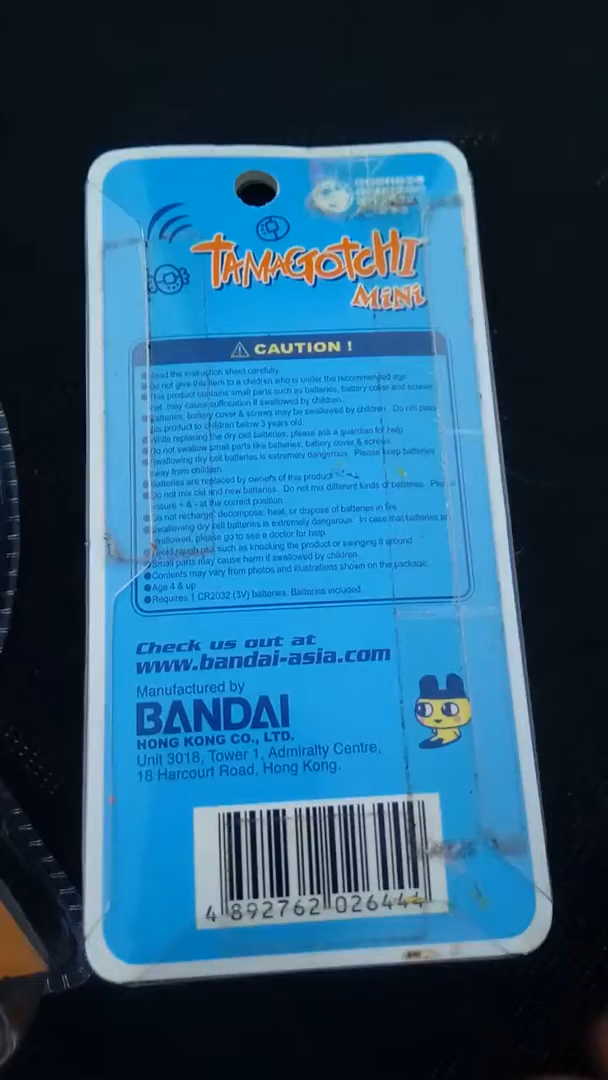 TAMAGOTCHI
MiNi
CAUTION !
Read the instruction sheet carefully.
Do not give this item to a children who is under the recommended age
This product contains small parts such as batteries, battery cover and screws
that may cause suffocation if swallowed by children.
Batteries, battery cover & screws may be swallowed by children. Do not pass
this product to children below 3 years old.
While replacing the dry cell batteries, please ask a guardian for help
Do not swallow small parts like batteries, battery cover & screws
Swallowing dry cell batteries is extremely dangerous. Please keep batteries
away from children.
Batteries are replaced by owners of this product
Do not mix old and new batteries. Do not mix different kinds of batteries.
ensure + & - at the correct position
Do not recharge, decompose, heat, or dispose of batteries in fire
Swallowing dry cell batteries is extremely dangerous. In case that batteries are
swallowed, please go to see a doctor for help
Avoid rough use such as knocking the product or swinging it around
Small parts may cause harm if swallowed by children.
Contents may vary from photos and illustrations shown on the package.
Age 4 & up
Requires 1 CR2032 (3V) batteries. Batteries included.
Check us out at
www.bandai-asia.com
Manufactured by
BANDAI
HONG KONG CO., LTD.
Unit 3018, Tower 1, Admiralty Centre,
18 Harcourt Road, Hong Kong.
4 892762 026444